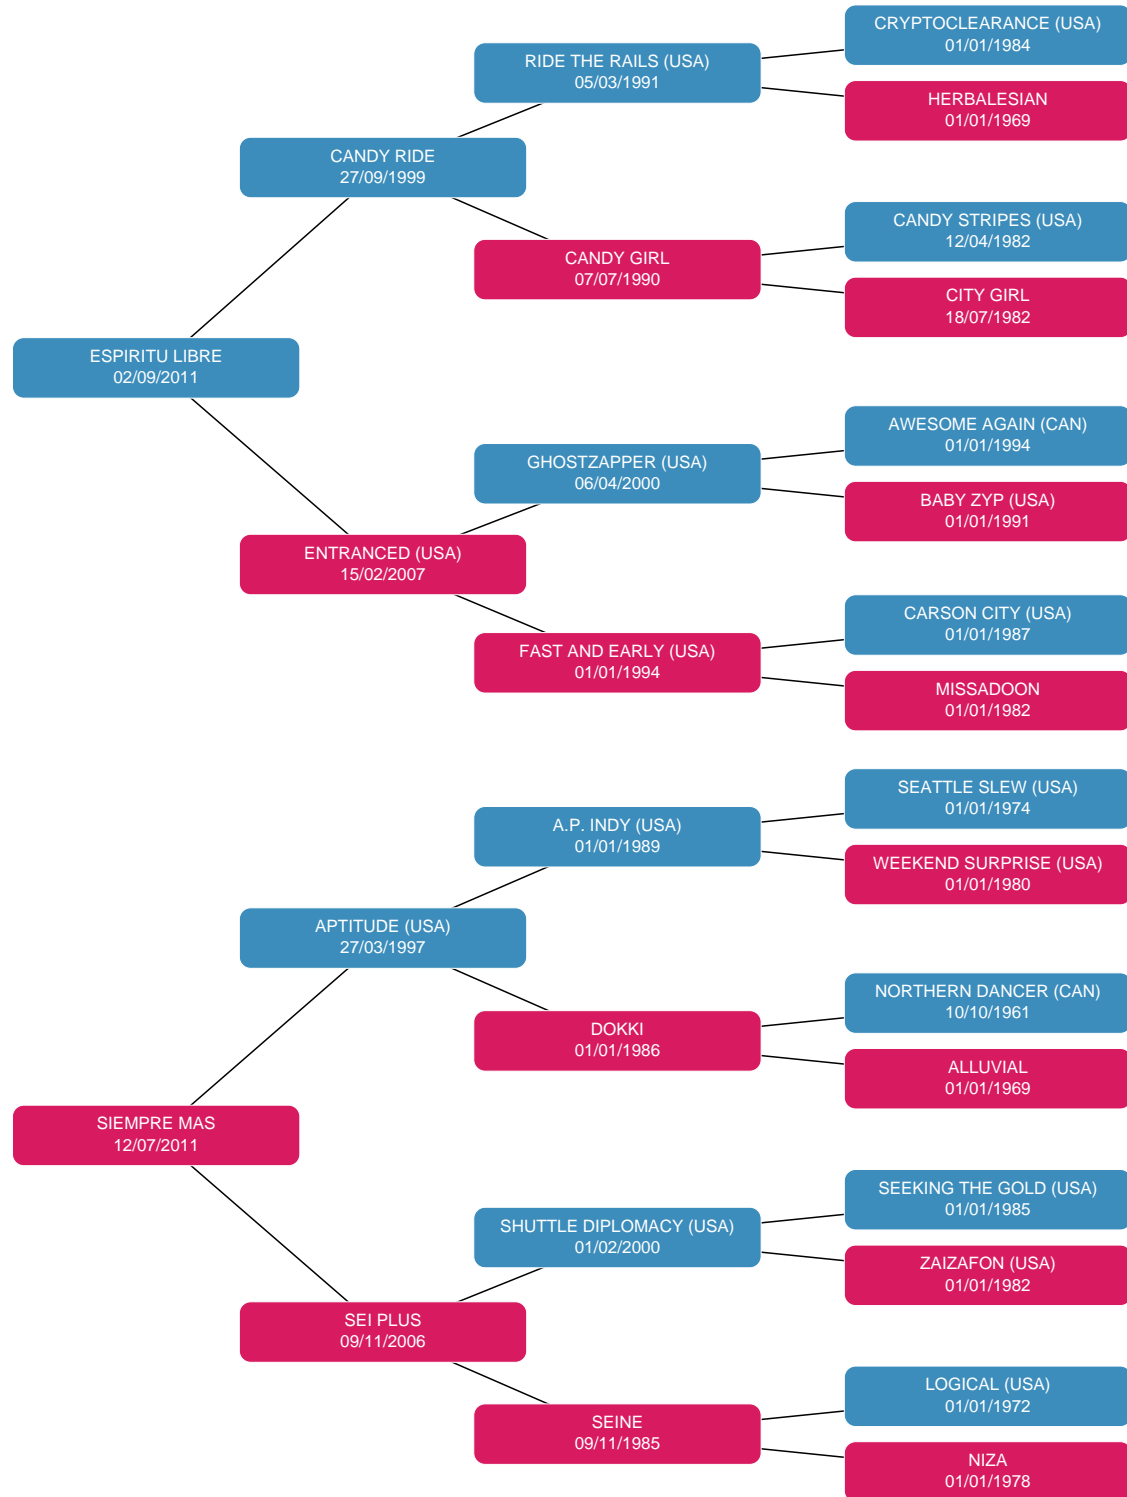 CRYPTOCLEARANCE (USA)
01/01/1984
RIDE THE RAILS (USA)
05/03/1991
HERBALESIAN
01/01/1969
CANDY RIDE
27/09/1999
CANDY STRIPES (USA)
12/04/1982
CANDY GIRL
07/07/1990
CITY GIRL
18/07/1982
ESPIRITU LIBRE
02/09/2011
AWESOME AGAIN (CAN)
01/01/1994
GHOSTZAPPER (USA)
06/04/2000
BABY ZYP (USA)
01/01/1991
ENTRANCED (USA)
15/02/2007
CARSON CITY (USA)
01/01/1987
FAST AND EARLY (USA)
01/01/1994
MISSADOON
01/01/1982
SEATTLE SLEW (USA)
01/01/1974
A.P. INDY (USA)
01/01/1989
WEEKEND SURPRISE (USA)
01/01/1980
APTITUDE (USA)
27/03/1997
NORTHERN DANCER (CAN)
10/10/1961
DOKKI
01/01/1986
ALLUVIAL
01/01/1969
SIEMPRE MAS
12/07/2011
SEEKING THE GOLD (USA)
01/01/1985
SHUTTLE DIPLOMACY (USA)
01/02/2000
ZAIZAFON (USA)
01/01/1982
SEI PLUS
09/11/2006
LOGICAL (USA)
01/01/1972
SEINE
09/11/1985
NIZA
01/01/1978